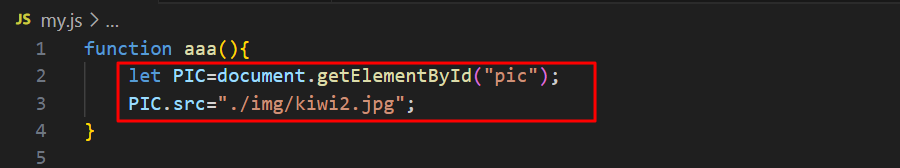 JS my.js > ...
1 function aaa(){
2 let PIC=document.getElementById("pic");
3 PIC.src="./img/kiwi2.jpg";
4 }
5